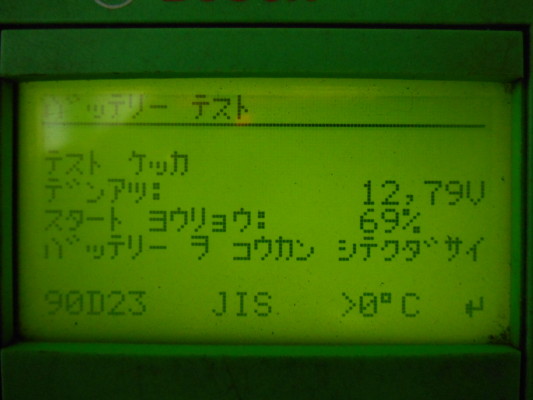 バッテリー テスト
テスト ケッカ
デンアツ: 12,79V
スタート ヨウリョウ: 69%
バッテリー ヲ コウカン シテクダサイ
90D23 JIS >0°C ↵